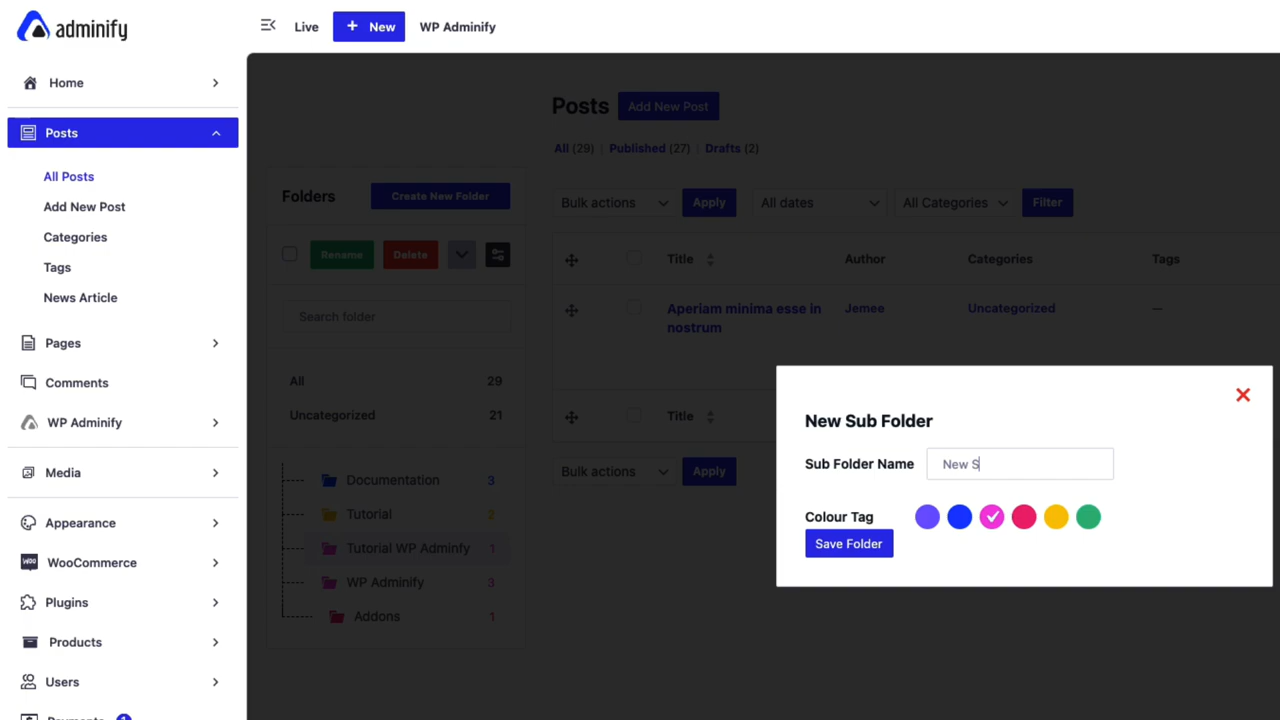 adminify
Live
+ New
WP Adminify
Home
Posts
All Posts
Add New Post
Categories
Tags
News Article
Pages
Comments
WP Adminify
Media
Appearance
WooCommerce
Plugins
Products
Users
Payments 1
Posts
Add New Post
All (29) | Published (27) | Drafts (2)
Folders
Create New Folder
Rename
Delete
Search folder
All 29
Uncategorized 21
Documentation 3
Tutorial 2
Tutorial WP Adminfy 1
WP Adminify 3
Addons 1
Bulk actions
Apply
All dates
All Categories
Filter
Title
Author
Categories
Tags
Aperiam minima esse in
nostrum
Jemee
Uncategorized
—
Title
Bulk actions
Apply
New Sub Folder
Sub Folder Name
New S
Colour Tag
Save Folder